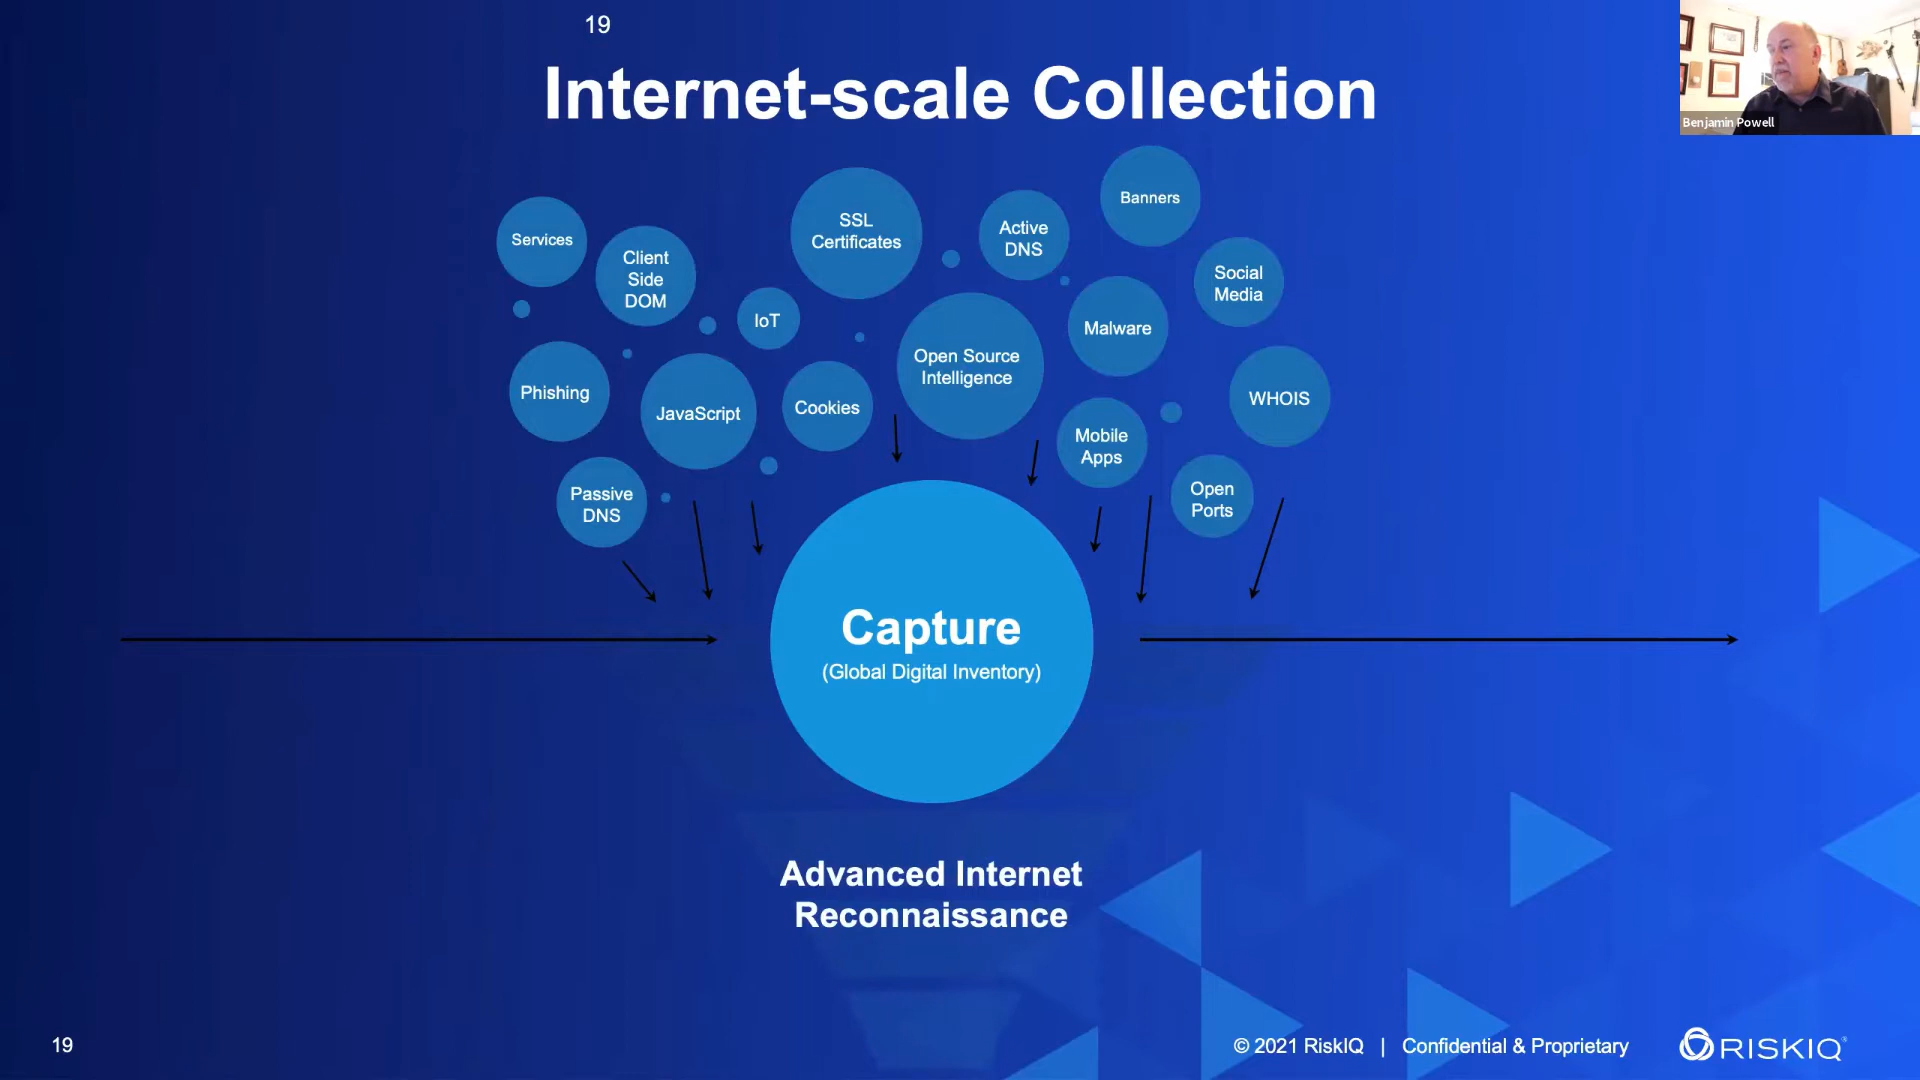 19
Internet-scale Collection
Benjamin Powell
Services
Client
Side
DOM
IoT
SSL
Certificates
Active
DNS
Banners
Social
Media
Malware
Open Source
Intelligence
Phishing
JavaScript
Cookies
WHOIS
Mobile
Apps
Passive
DNS
Open
Ports
Capture
(Global Digital Inventory)
Advanced Internet
Reconnaissance
19
© 2021 RiskIQ | Confidential & Proprietary
RISKIQ